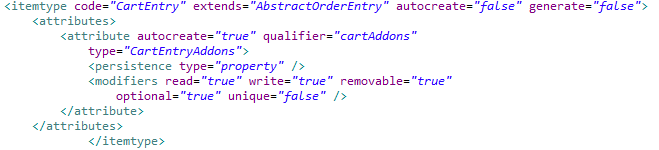 <itemtype code="CartEntry" extends="AbstractOrderEntry" autocreate="false" generate="false">
<attributes>
<attribute autocreate="true" qualifier="cartAddons"
type="CartEntryAddons">
<persistence type="property" />
<modifiers read="true" write="true" removable="true"
optional="true" unique="false" />
</attribute>
</attributes>
</itemtype>